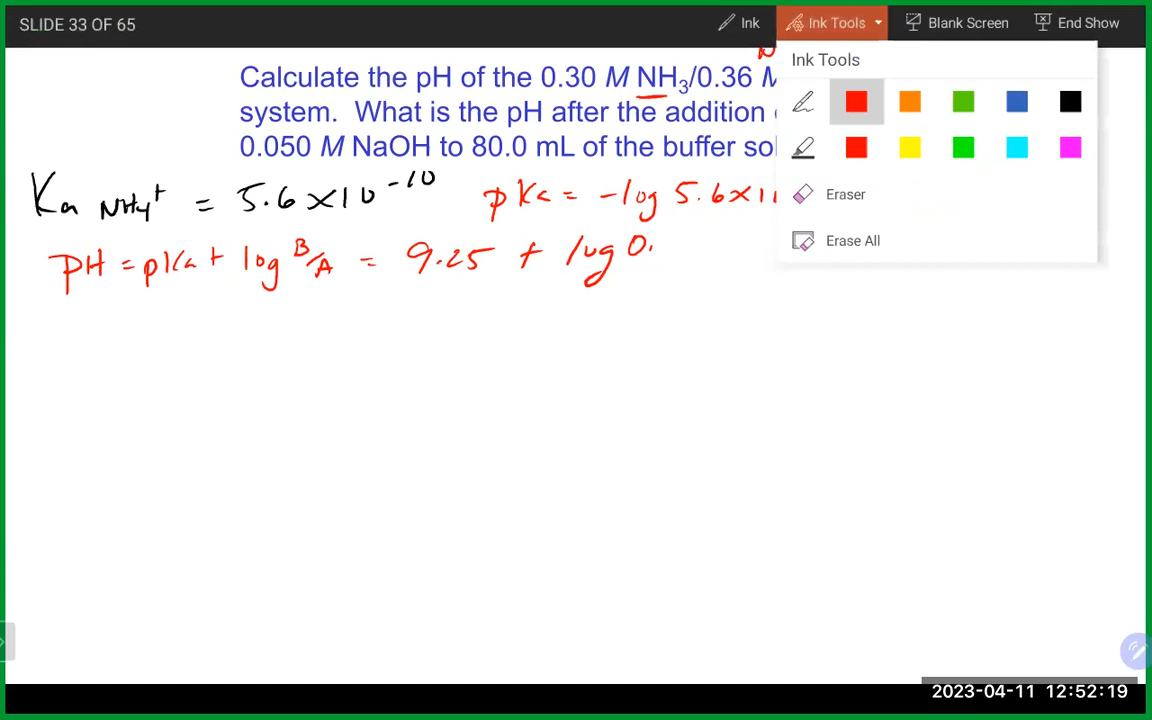 SLIDE 33 OF 65 Ink Ink Tools Blank Screen End Show
Ink Tools
Eraser
Erase All
Calculate the pH of the 0.30 M NH₃/0.36 M
system. What is the pH after the addition
0.050 M NaOH to 80.0 mL of the buffer sol
Ka NH4⁺ = 5.6×10⁻¹⁰ pKa = -log 5.6×1
pH = pKa + log B/A = 9.25 + log 0.
2023-04-11 12:52:19